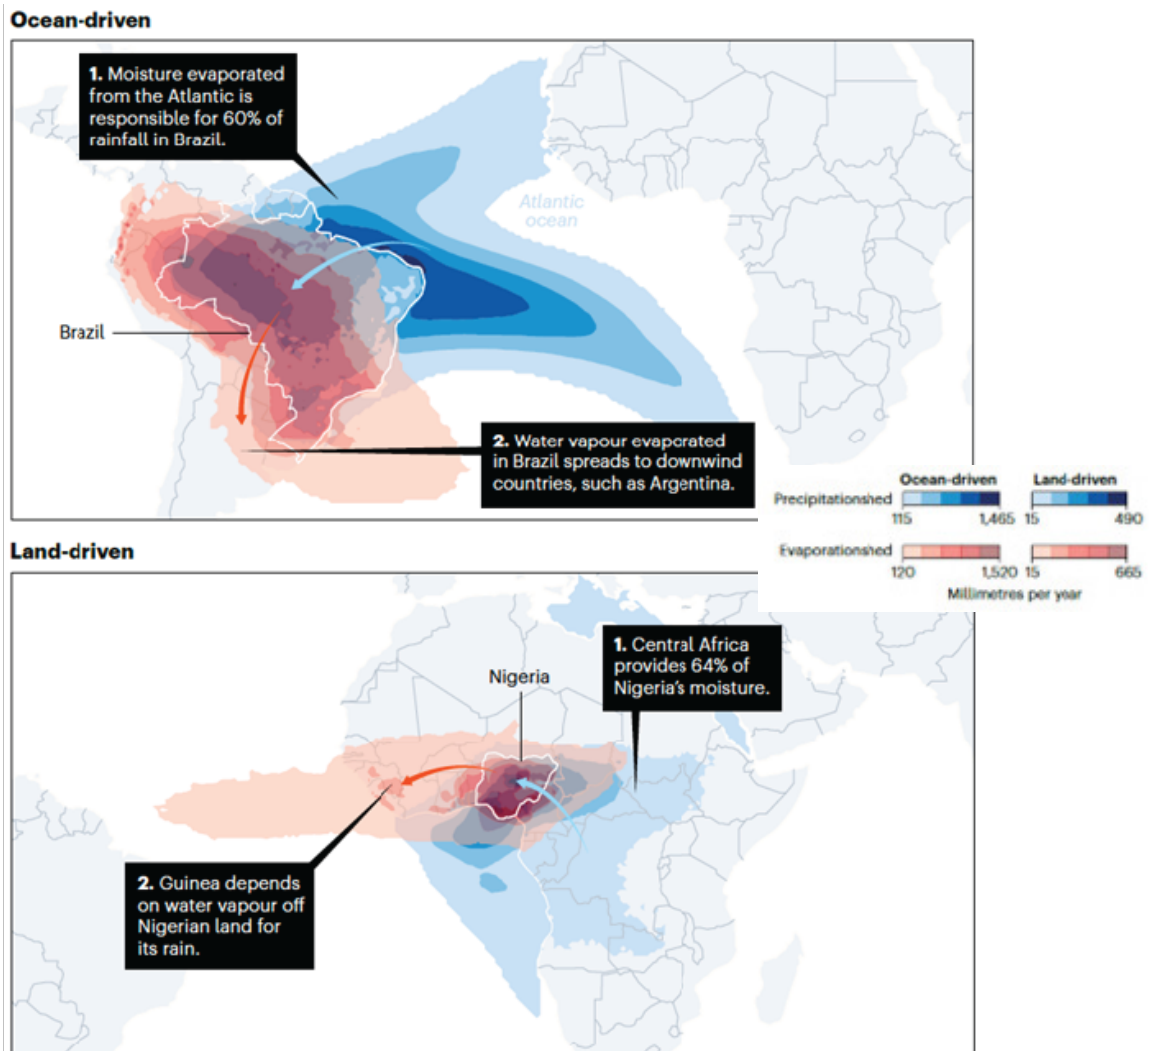 Ocean-driven
1. Moisture evaporated
from the Atlantic is
responsible for 60% of
rainfall in Brazil.
Atlantic
ocean
Brazil
2. Water vapour evaporated
in Brazil spreads to downwind
countries, such as Argentina.
Ocean-driven Land-driven
Precipitationshed
115 1,465 15 490
Evaporationshed
120 1,520 15 665
Millimetres per year
Land-driven
1. Central Africa
provides 64% of
Nigeria's moisture.
Nigeria
2. Guinea depends
on water vapour off
Nigerian land for
its rain.